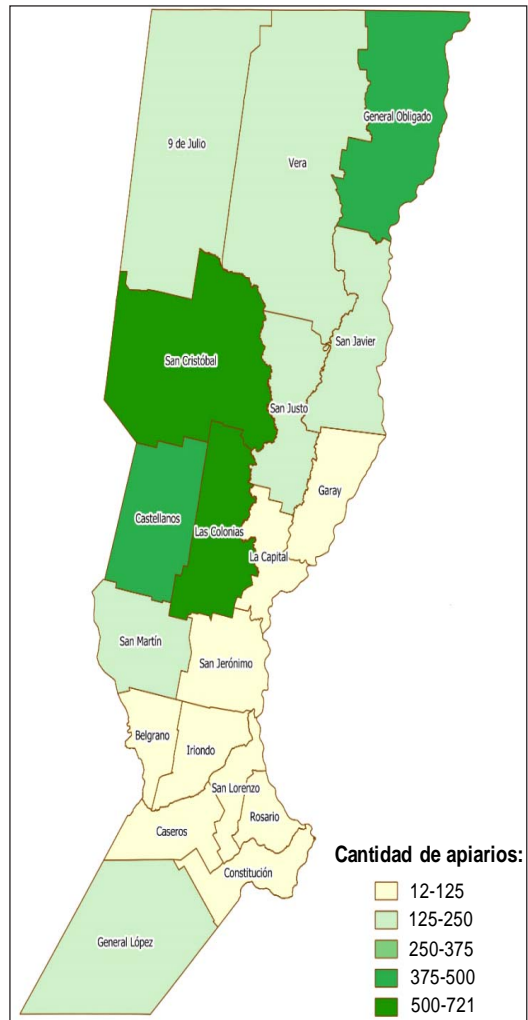 General Obligado
9 de Julio
Vera
San Javier
San Cristóbal
San Justo
Garay
Castellanos
Las Colonias
La Capital
San Martín
San Jerónimo
Belgrano
Iriondo
San Lorenzo
Rosario
Caseros
Constitución
General López
Cantidad de apiarios:
12-125
125-250
250-375
375-500
500-721